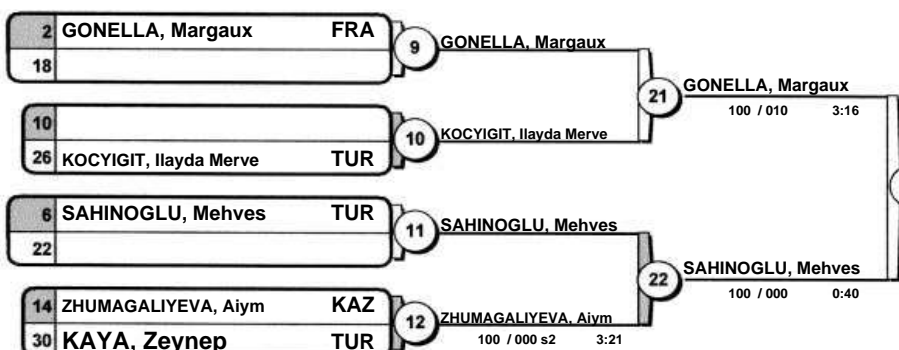 2 GONELLA, Margaux FRA
18
9 GONELLA, Margaux
21 GONELLA, Margaux
100 / 010 3:16
10
26 KOCYIGIT, Ilayda Merve TUR
10 KOCYIGIT, Ilayda Merve
6 SAHINOGLU, Mehves TUR
22
11 SAHINOGLU, Mehves
22 SAHINOGLU, Mehves
100 / 000 0:40
14 ZHUMAGALIYEVA, Aiym KAZ
30 KAYA, Zeynep TUR
12 ZHUMAGALIYEVA, Aiym
100 / 000 s2 3:21